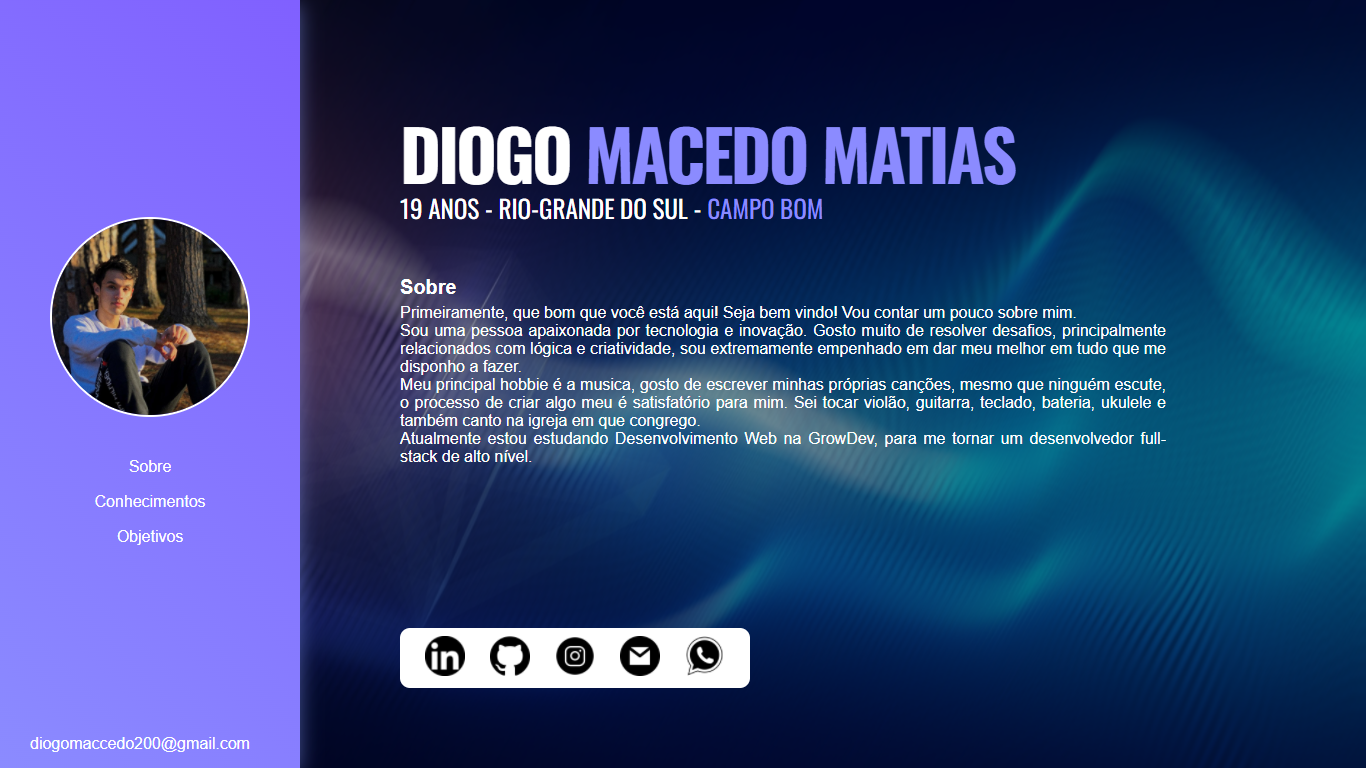 DIOGO MACEDO MATIAS
19 ANOS - RIO-GRANDE DO SUL - CAMPO BOM
Sobre
Primeiramente, que bom que você está aqui! Seja bem vindo! Vou contar um pouco sobre mim.
Sou uma pessoa apaixonada por tecnologia e inovação. Gosto muito de resolver desafios, principalmente
relacionados com lógica e criatividade, sou extremamente empenhado em dar meu melhor em tudo que me
disponho a fazer.
Meu principal hobbie é a musica, gosto de escrever minhas próprias canções, mesmo que ninguém escute,
o processo de criar algo meu é satisfatório para mim. Sei tocar violão, guitarra, teclado, bateria, ukulele e
também canto na igreja em que congrego.
Atualmente estou estudando Desenvolvimento Web na GrowDev, para me tornar um desenvolvedor full-
stack de alto nível.
Sobre
Conhecimentos
Objetivos
diogomaccedo200@gmail.com
in